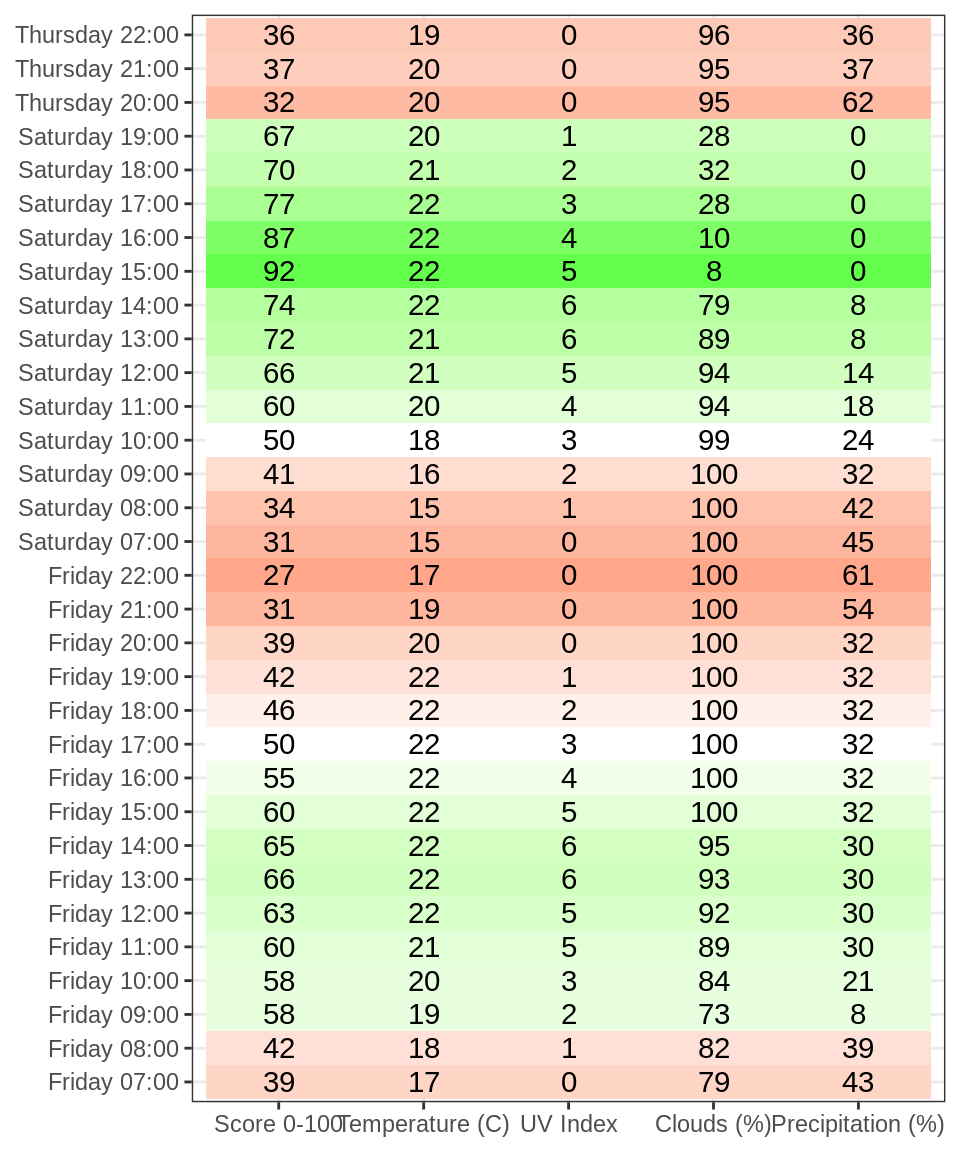 Thursday 22:00 36 19 0 96 36
Thursday 21:00 37 20 0 95 37
Thursday 20:00 32 20 0 95 62
Saturday 19:00 67 20 1 28 0
Saturday 18:00 70 21 2 32 0
Saturday 17:00 77 22 3 28 0
Saturday 16:00 87 22 4 10 0
Saturday 15:00 92 22 5 8 0
Saturday 14:00 74 22 6 79 8
Saturday 13:00 72 21 6 89 8
Saturday 12:00 66 21 5 94 14
Saturday 11:00 60 20 4 94 18
Saturday 10:00 50 18 3 99 24
Saturday 09:00 41 16 2 100 32
Saturday 08:00 34 15 1 100 42
Saturday 07:00 31 15 0 100 45
Friday 22:00 27 17 0 100 61
Friday 21:00 31 19 0 100 54
Friday 20:00 39 20 0 100 32
Friday 19:00 42 22 1 100 32
Friday 18:00 46 22 2 100 32
Friday 17:00 50 22 3 100 32
Friday 16:00 55 22 4 100 32
Friday 15:00 60 22 5 100 32
Friday 14:00 65 22 6 95 30
Friday 13:00 66 22 6 93 30
Friday 12:00 63 22 5 92 30
Friday 11:00 60 21 5 89 30
Friday 10:00 58 20 3 84 21
Friday 09:00 58 19 2 73 8
Friday 08:00 42 18 1 82 39
Friday 07:00 39 17 0 79 43
Score 0-100 Temperature (C) UV Index Clouds (%) Precipitation (%)